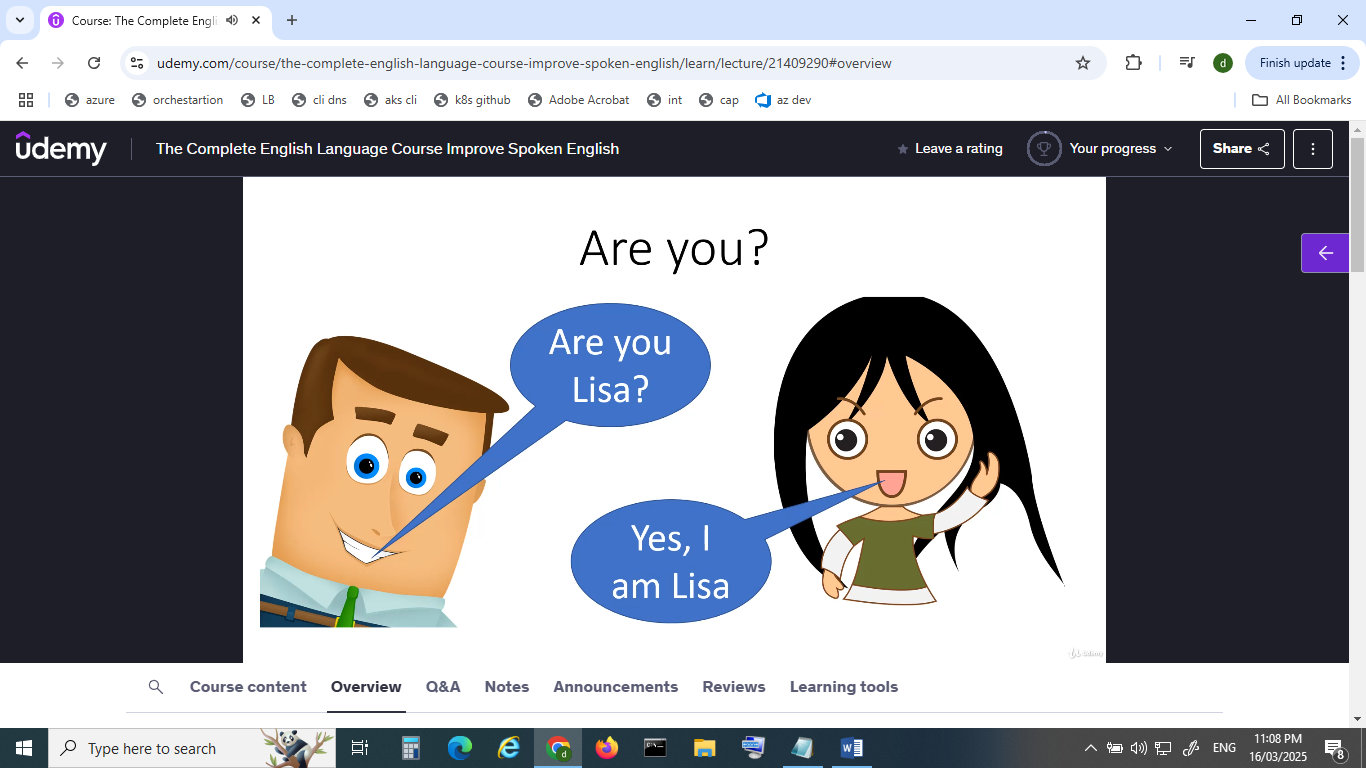 Course: The Complete Engli
udemy.com/course/the-complete-english-language-course-improve-spoken-english/learn/lecture/21409290#overview
d
Finish update
azure
orchestartion
LB
cli dns
aks cli
k8s github
Adobe Acrobat
int
cap
az dev
All Bookmarks
udemy
The Complete English Language Course Improve Spoken English
Leave a rating
Your progress
Share
Are you?
Are you
Lisa?
Yes, I
am Lisa
Udemy
Course content
Overview
Q&A
Notes
Announcements
Reviews
Learning tools
Type here to search
ENG
11:08 PM
16/03/2025
8